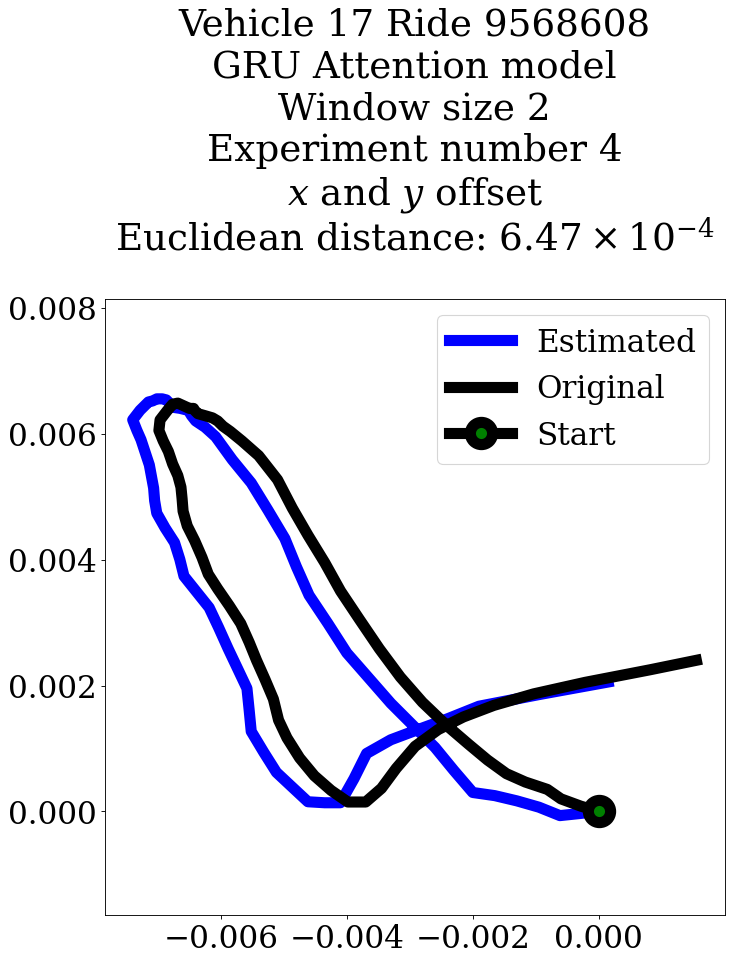 Vehicle 17 Ride 9568608
GRU Attention model
Window size 2
Experiment number 4
x and y offset
Euclidean distance: 6.47 × 10⁻⁴
Estimated
Original
Start
0.008
0.006
0.004
0.002
0.000
−0.006 −0.004 −0.002 0.000